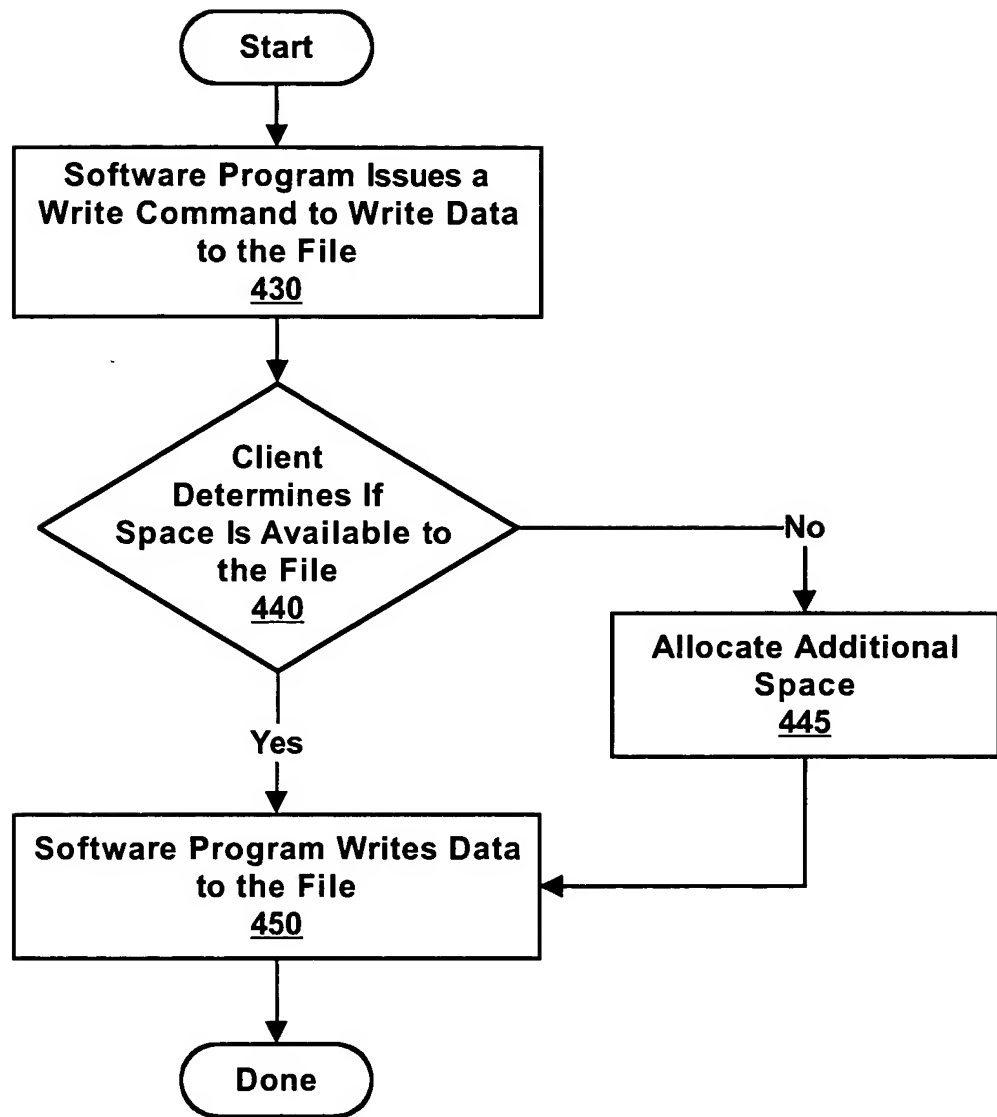 Start
Software Program Issues a
Write Command to Write Data
to the File
430
Client
Determines If
Space Is Available to
the File
440
No
Allocate Additional
Space
445
Yes
Software Program Writes Data
to the File
450
Done